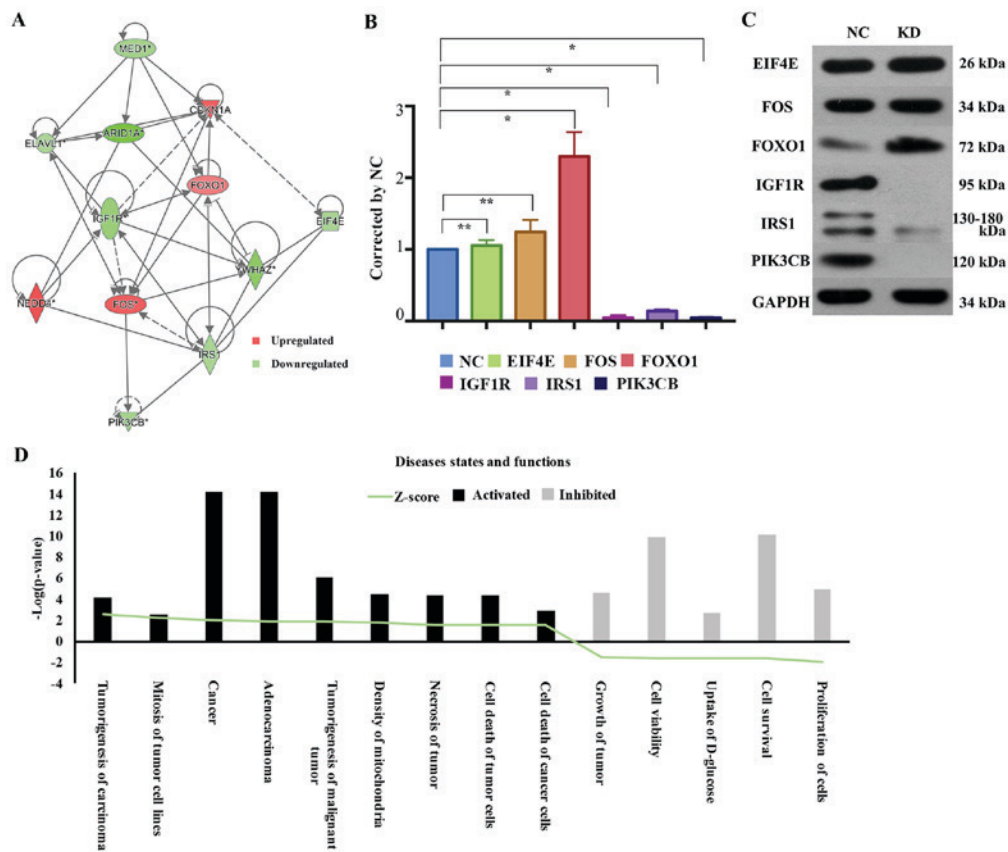 A
MED1*
CDKN1A
ARID1A*
ELAVL1*
FOXO1
IGF1R
EIF4E
WHAZ*
NEDD8*
FOS*
IRS1
PIK3CB*
Upregulated
Downregulated
B
*
*
*
*
**
**
Corrected by NC
3
2
1
0
NC EIF4E FOS FOXO1
IGF1R IRS1 PIK3CB
C
NC KD
EIF4E 26 kDa
FOS 34 kDa
FOXO1 72 kDa
IGF1R 95 kDa
IRS1 130-180 kDa
PIK3CB 120 kDa
GAPDH 34 kDa
D
Diseases states and functions
Z-score Activated Inhibited
-Log(p-value)
16
14
12
10
8
6
4
2
0
-2
-4
Tumorigenesis of carcinoma
Mitosis of tumor cell lines
Cancer
Adenocarcinoma
Tumorigenesis of malignant
tumor
Density of mitochondria
Necrosis of tumor
Cell death of tumor cells
Cell death of cancer cells
Growth of tumor
Cell viability
Uptake of D-glucose
Cell survival
Proliferation of cells